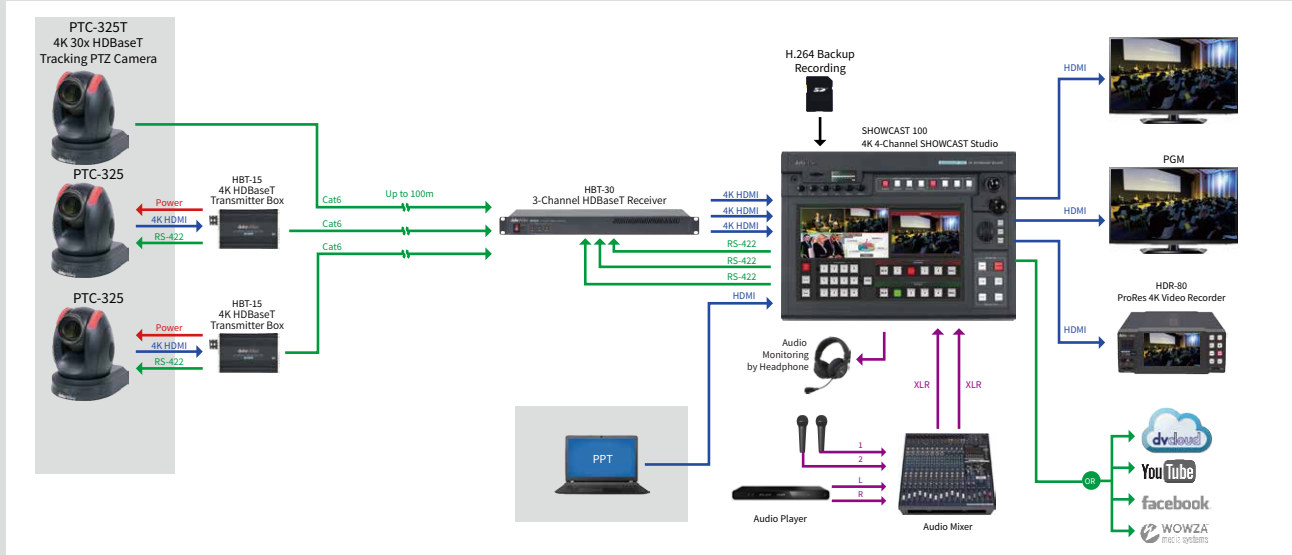 PTC-325T
4K 30x HDBaseT
Tracking PTZ Camera
PTC-325
HBT-15
4K HDBaseT
Transmitter Box
Power
4K HDMI
RS-422
PTC-325
HBT-15
4K HDBaseT
Transmitter Box
Power
4K HDMI
RS-422
Cat6
Up to 100m
Cat6
Cat6
HBT-30
3-Channel HDBaseT Receiver
4K HDMI
4K HDMI
4K HDMI
RS-422
RS-422
RS-422
HDMI
H.264 Backup
Recording
SD
SHOWCAST 100
4K 4-Channel SHOWCAST Studio
HDMI
PGM
HDMI
HDR-80
ProRes 4K Video Recorder
HDMI
Audio
Monitoring
by Headphone
XLR
XLR
PPT
1
2
L
R
Audio Player
Audio Mixer
OR
dvcloud
YouTube
facebook
WOWZA
media systems